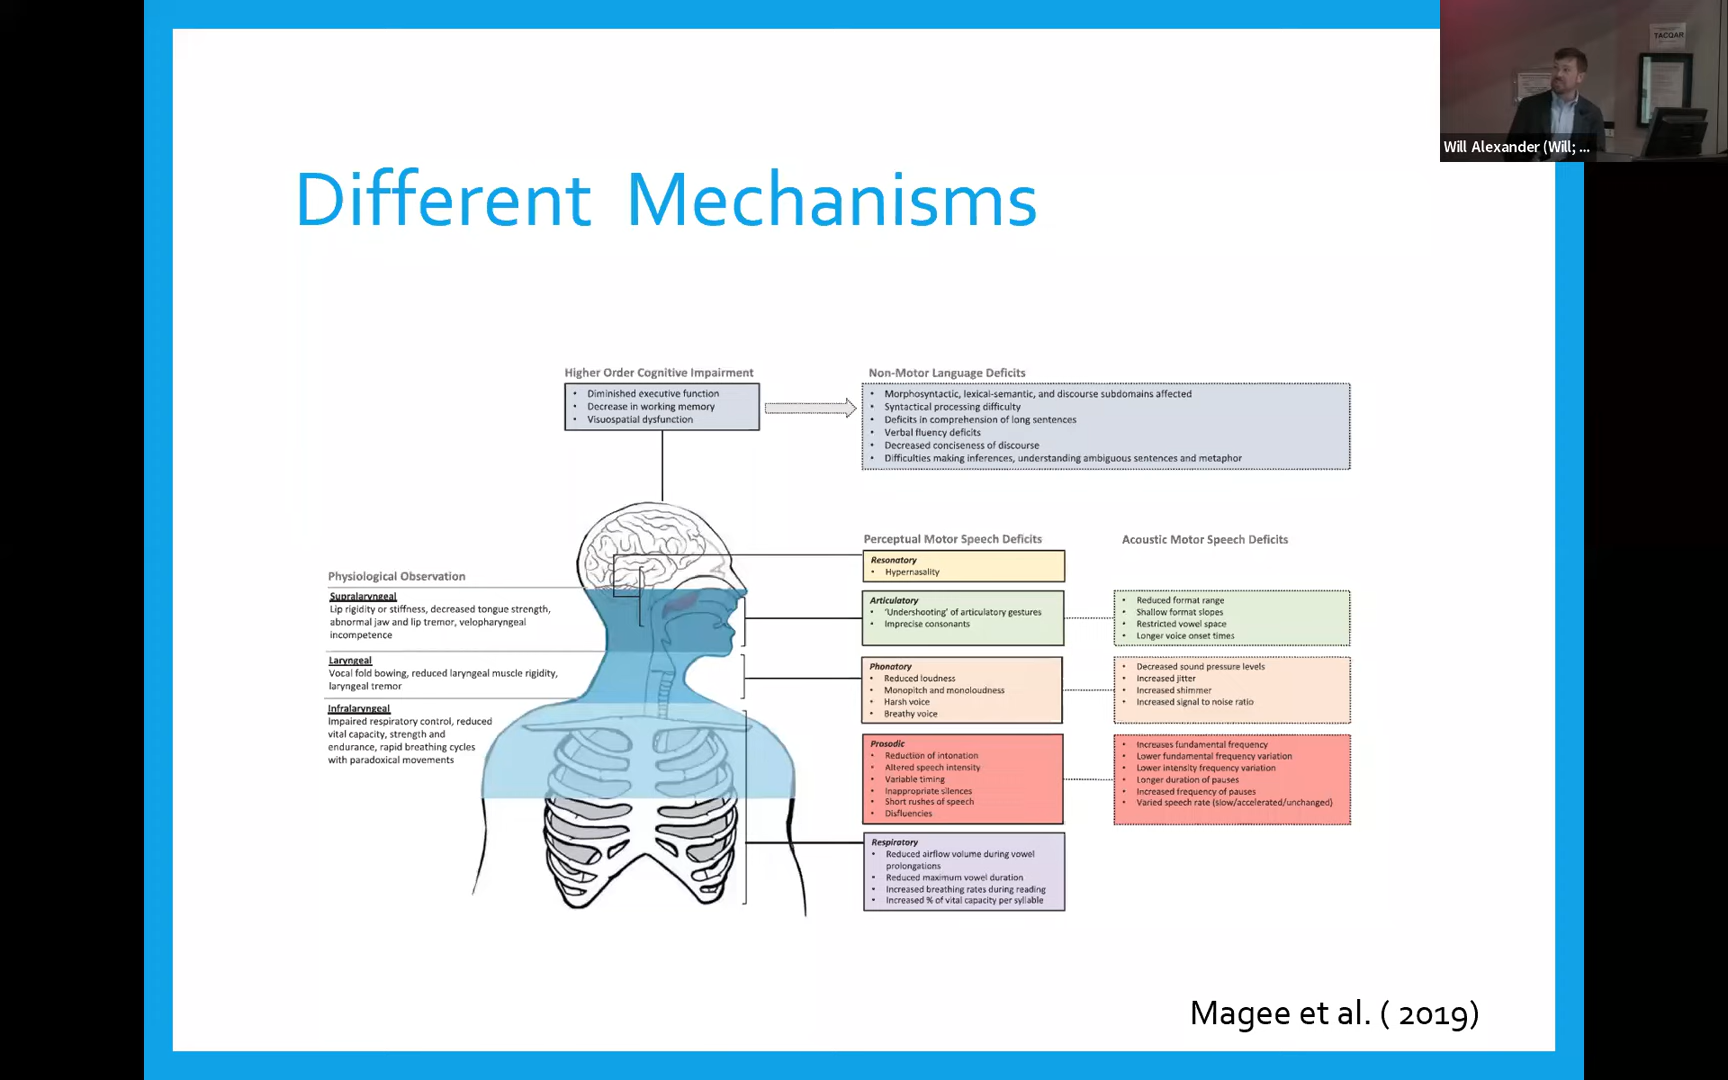 TACQAR
Will Alexander (Will; ...
Different Mechanisms
Higher Order Cognitive Impairment
• Diminished executive function
• Decrease in working memory
• Visuospatial dysfunction
Non-Motor Language Deficits
• Morphosyntactic, lexical-semantic, and discourse subdomains affected
• Syntactical processing difficulty
• Deficits in comprehension of long sentences
• Verbal fluency deficits
• Decreased conciseness of discourse
• Difficulties making inferences, understanding ambiguous sentences and metaphor
Physiological Observation
Supralaryngeal
Lip rigidity or stiffness, decreased tongue strength,
abnormal jaw and lip tremor, velopharyngeal
incompetence
Laryngeal
Vocal fold bowing, reduced laryngeal muscle rigidity,
laryngeal tremor
Infralaryngeal
Impaired respiratory control, reduced
vital capacity, strength and
endurance, rapid breathing cycles
with paradoxical movements
Perceptual Motor Speech Deficits
Resonatory
• Hypernasality
Articulatory
• 'Undershooting' of articulatory gestures
• Imprecise consonants
Phonatory
• Reduced loudness
• Monopitch and monoloudness
• Harsh voice
• Breathy voice
Prosodic
• Reduction of intonation
• Altered speech intensity
• Variable timing
• Inappropriate silences
• Short rushes of speech
• Disfluencies
Respiratory
• Reduced airflow volume during vowel
prolongations
• Reduced maximum vowel duration
• Increased breathing rates during reading
• Increased % of vital capacity per syllable
Acoustic Motor Speech Deficits
• Reduced format range
• Shallow format slopes
• Restricted vowel space
• Longer voice onset times
• Decreased sound pressure levels
• Increased jitter
• Increased shimmer
• Increased signal to noise ratio
• Increases fundamental frequency
• Lower fundamental frequency variation
• Lower intensity frequency variation
• Longer duration of pauses
• Increased frequency of pauses
• Varied speech rate (slow/accelerated/unchanged)
Magee et al. ( 2019)